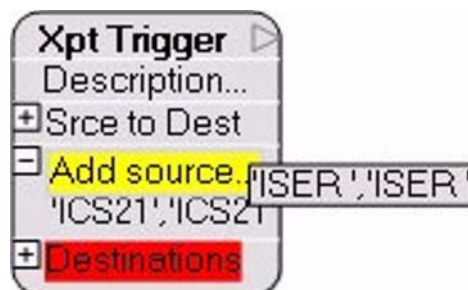 Xpt Trigger
Description...
Srce to Dest
Add source...
'ISER ','ISER '
'ICS21','ICS21
Destinations